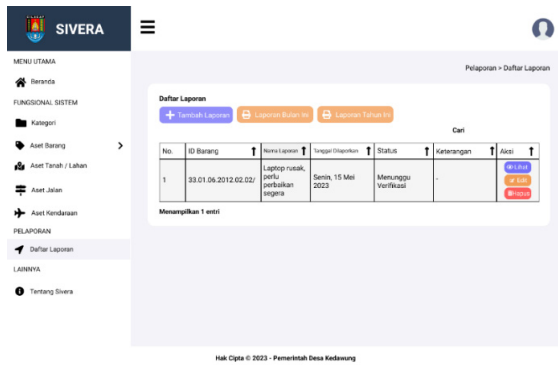 SIVERA
MENU UTAMA
Beranda
FUNGSIONAL SISTEM
Kategori
Aset Barang
Aset Tanah / Lahan
Aset Jalan
Aset Kendaraan
PELAPORAN
Daftar Laporan
LAINNYA
Tentang Sivera
Pelaporan > Daftar Laporan
Daftar Laporan
Tambah Laporan Laporan Bulan Ini Laporan Tahun Ini
Cari
No. ID Barang Nama Laporan Tanggal Dilaporkan Status Keterangan Aksi
1 33.01.06.2012.02.02/ Laptop rusak, perlu perbaikan segera Senin, 15 Mei 2023 Menunggu Verifikasi - Lihat
Edit
Hapus
Menampilkan 1 entri
Hak Cipta © 2023 - Pemerintah Desa Kedawung